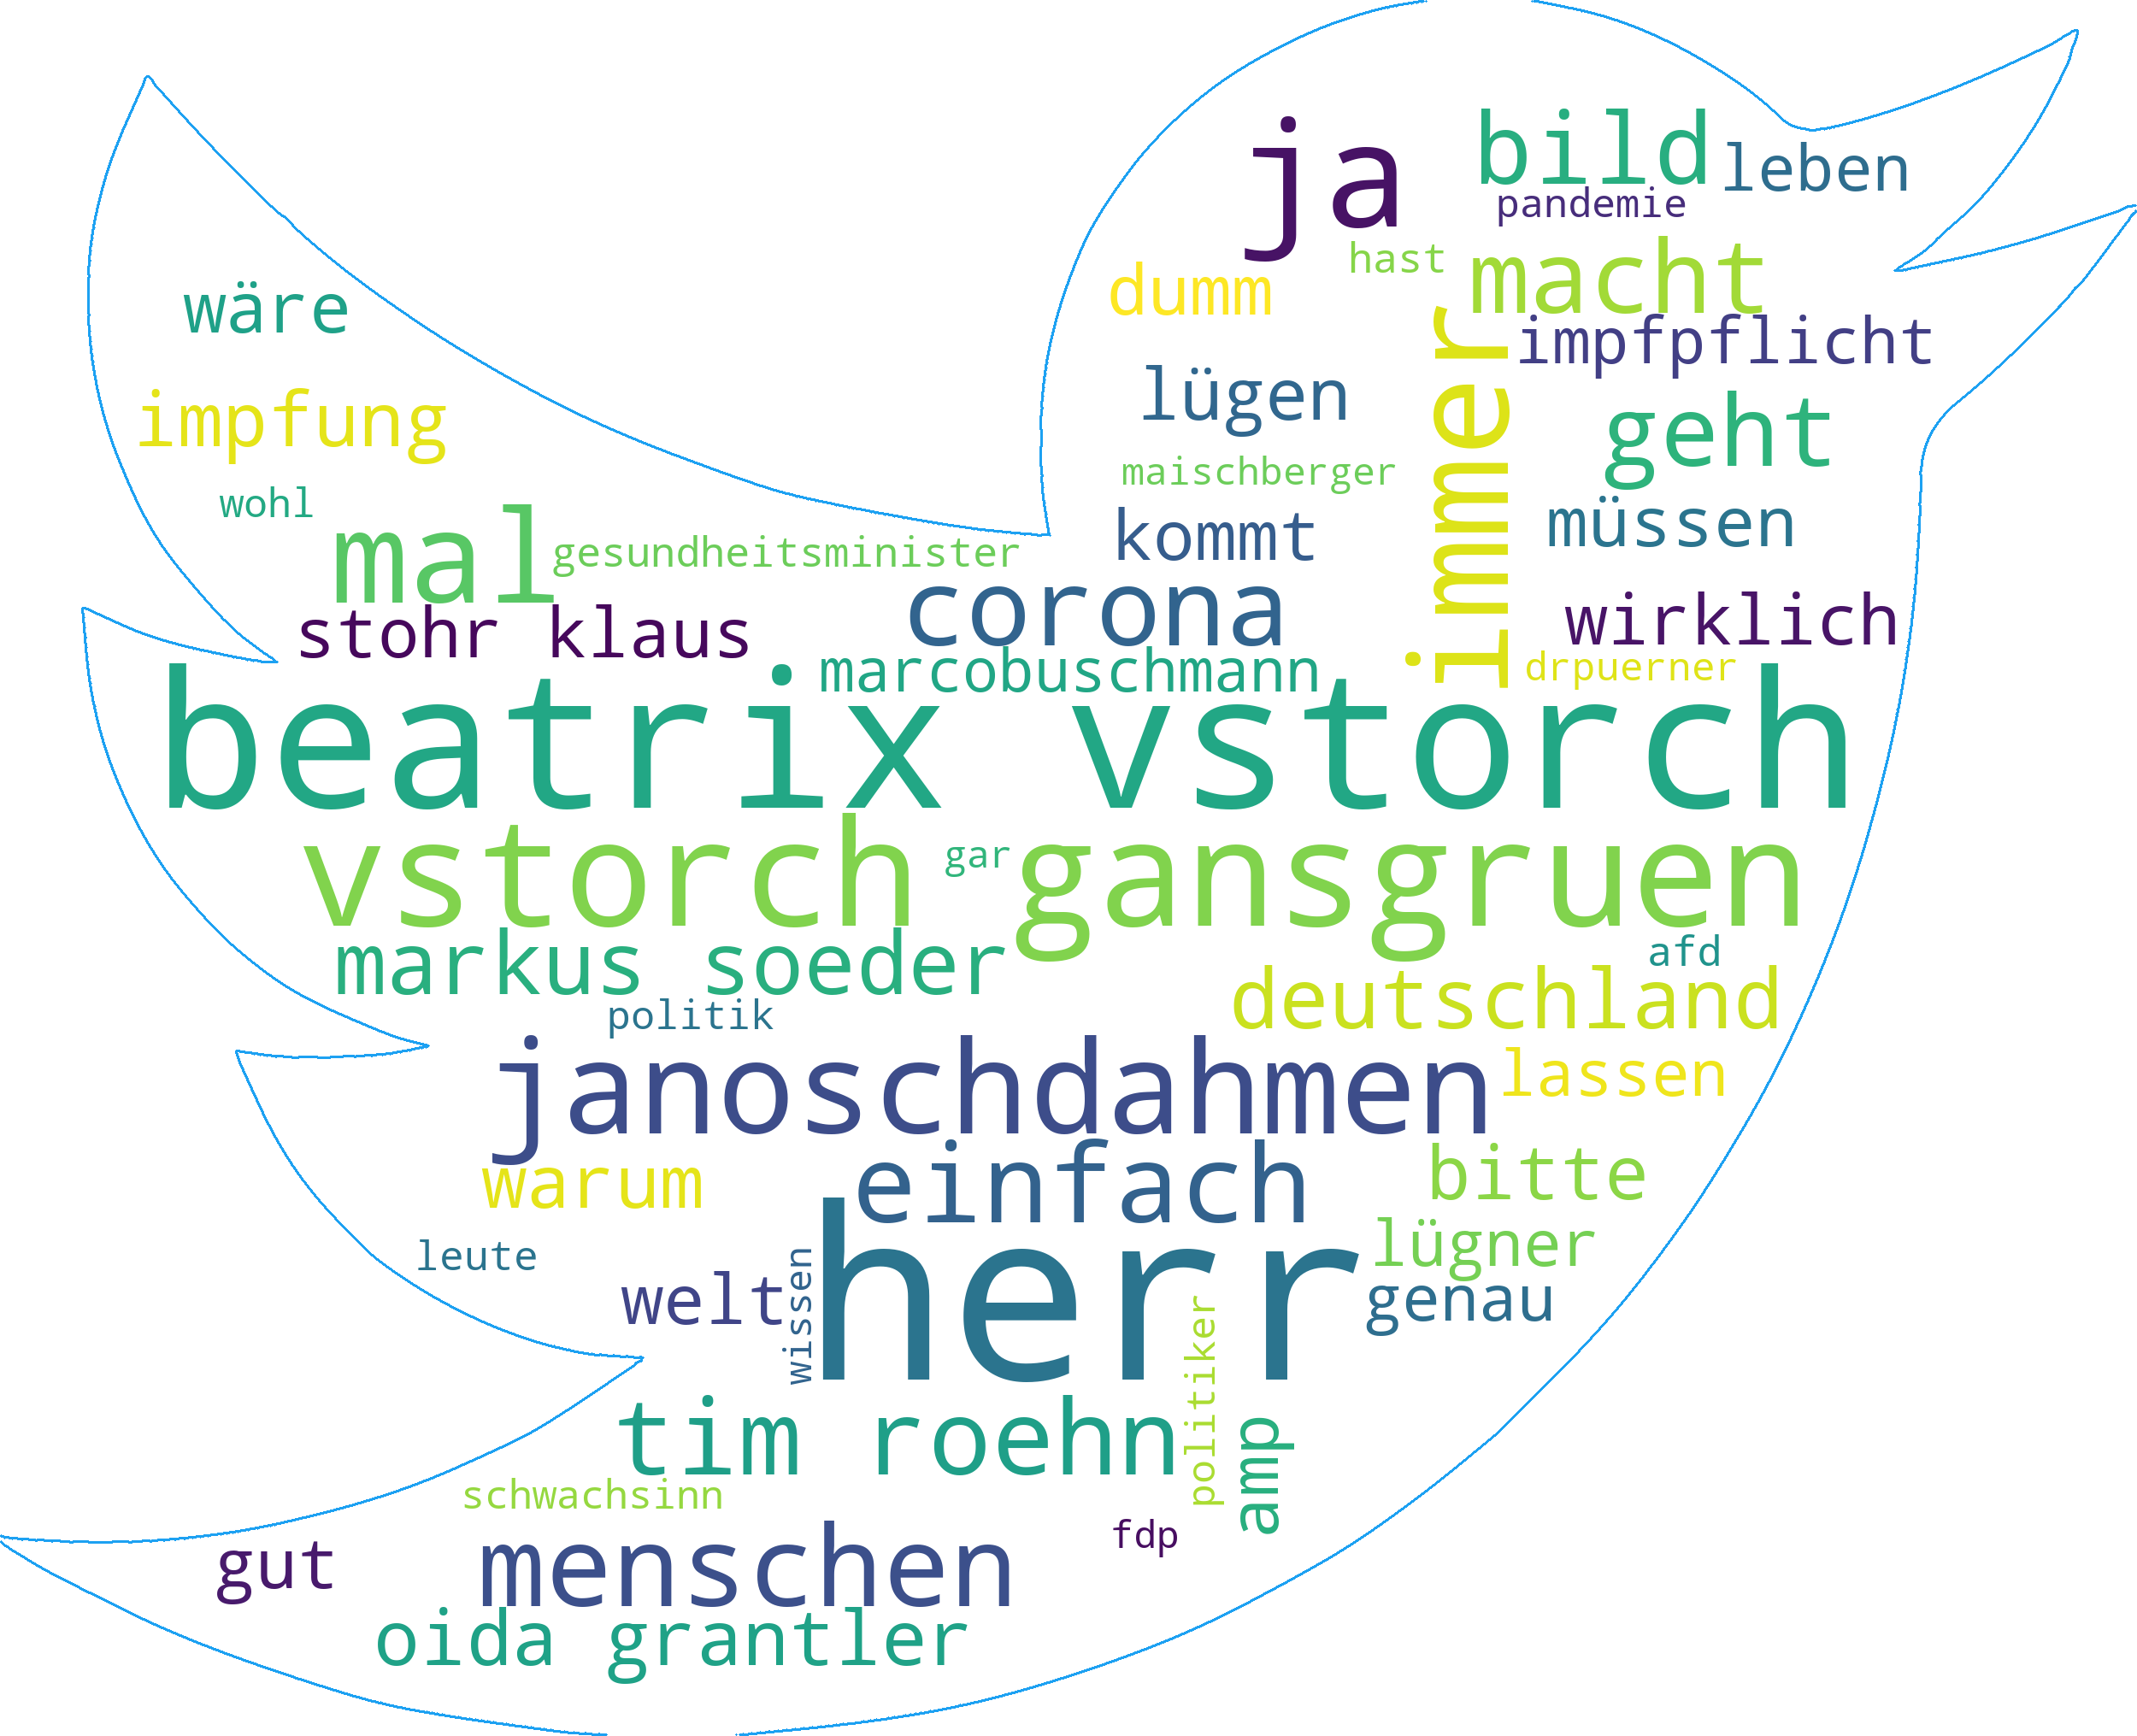 ja
bild
leben
pandemie
hast
macht
dumm
wäre
impfpflicht
immer
lügen
impfung
geht
maischberger
wohl
müssen
kommt
mal
gesundheitsminister
corona
wirklich
stohr klaus
marcobuschmann
drpuerner
beatrix vstorch
vstorch gansgruen
gar
markus soeder
afd
deutschland
politik
janoschdahmen
lassen
warum
einfach
bitte
lügner
leute
herr
welt
wissen
genau
politiker
tim roehn
amp
schwachsinn
fdp
gut
menschen
oida grantler